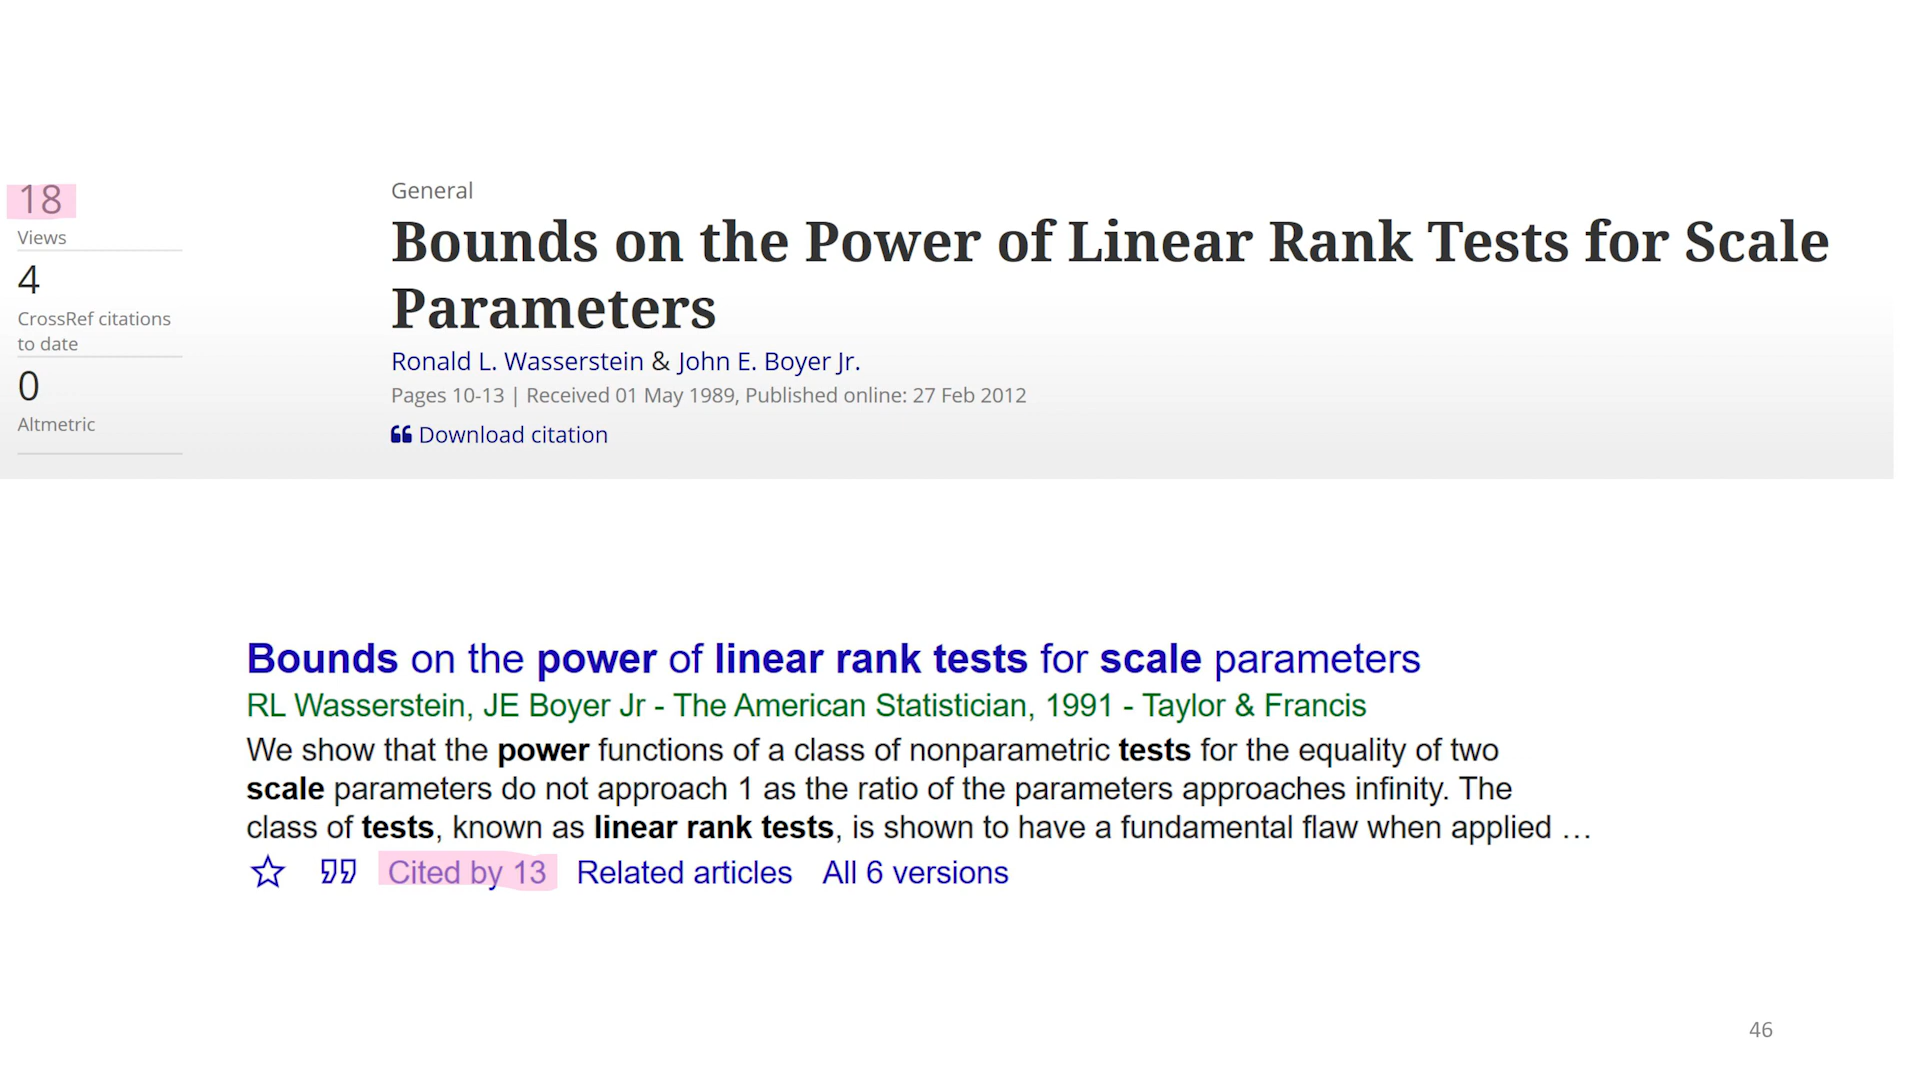 18
Views
4
CrossRef citations
to date
0
Altmetric
General
Bounds on the Power of Linear Rank Tests for Scale
Parameters
Ronald L. Wasserstein & John E. Boyer Jr.
Pages 10-13 | Received 01 May 1989, Published online: 27 Feb 2012
Download citation
Bounds on the power of linear rank tests for scale parameters
RL Wasserstein, JE Boyer Jr - The American Statistician, 1991 - Taylor & Francis
We show that the power functions of a class of nonparametric tests for the equality of two
scale parameters do not approach 1 as the ratio of the parameters approaches infinity. The
class of tests, known as linear rank tests, is shown to have a fundamental flaw when applied …
Cited by 13 Related articles All 6 versions
46